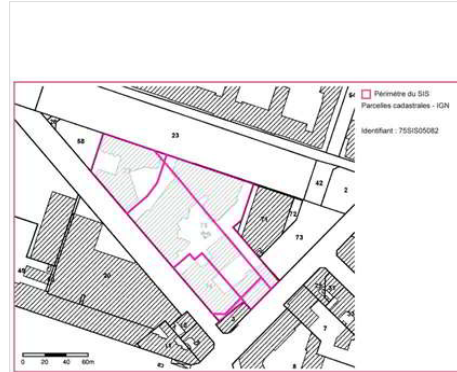 Périmètre du SIS
Parcelles cadastrales - IGN
Identifiant : 75SIS05082
58
23
42
2
71
72
73
20
3
7
8
0 20 40 60m